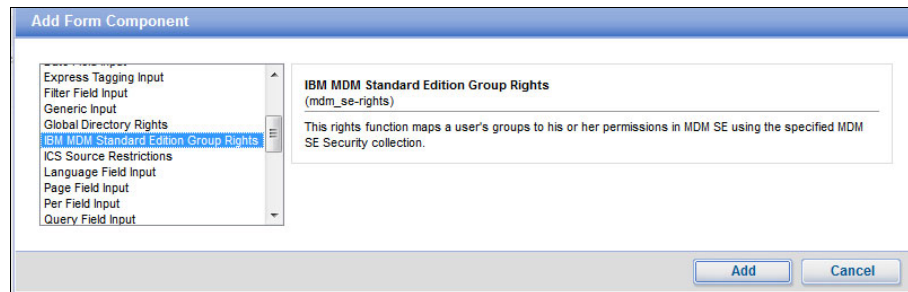 Add Form Component
Express Tagging Input
Filter Field Input
Generic Input
Global Directory Rights
IBM MDM Standard Edition Group Rights
ICS Source Restrictions
Language Field Input
Page Field Input
Per Field Input
Query Field Input
IBM MDM Standard Edition Group Rights
(mdm_se-rights)
This rights function maps a user's groups to his or her permissions in MDM SE using the specified MDM
SE Security collection.
Add
Cancel